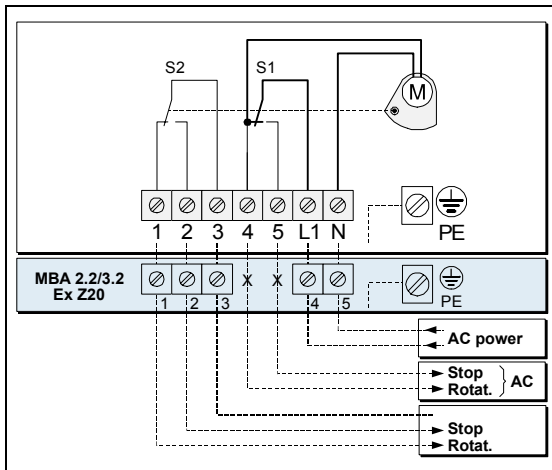 S2
S1
M
1 2 3 4 5 L1 N
PE
MBA 2.2/3.2
Ex Z20
X X
1 2 3 4 5
PE
AC power
Stop
Rotat.
AC
Stop
Rotat.